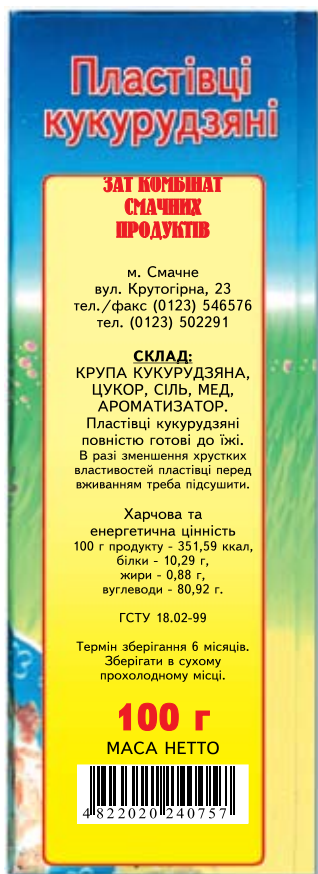 Пластівці
кукурудзяні
ЗАТ КОМБІНАТ
СМАЧНИХ
ПРОДУКТІВ
м. Смачне
вул. Крутогірна, 23
тел./факс (0123) 546576
тел. (0123) 502291
СКЛАД:
КРУПА КУКУРУДЗЯНА,
ЦУКОР, СІЛЬ, МЕД,
АРОМАТИЗАТОР.
Пластівці кукурудзяні
повністю готові до їжі.
В разі зменшення хрустких
властивостей пластівці перед
вживанням треба підсушити.
Харчова та
енергетична цінність
100 г продукту - 351,59 ккал,
білки - 10,29 г,
жири - 0,88 г,
вуглеводи - 80,92 г.
ГСТУ 18.02-99
Термін зберігання 6 місяців.
Зберігати в сухому
прохолодному місці.
100 г
МАСА НЕТТО
4 822020 240757